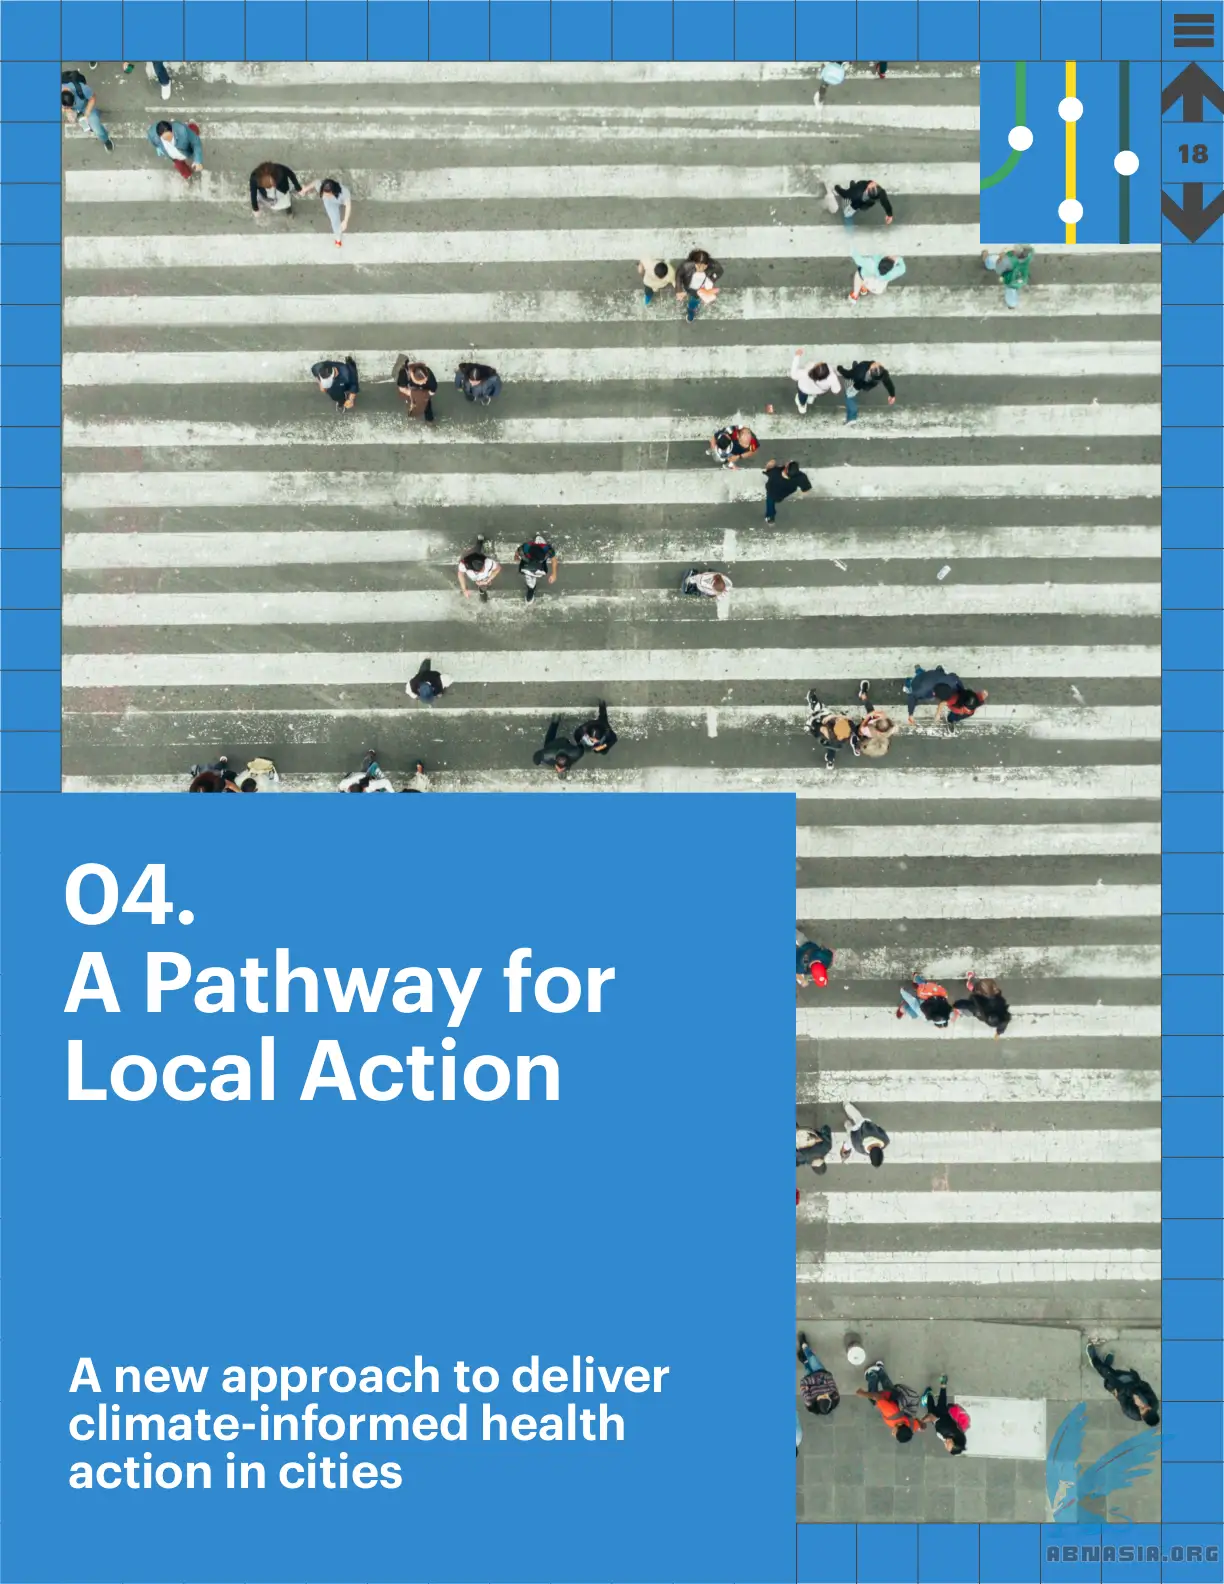 18
04.
A Pathway for
Local Action
A new approach to deliver
climate-informed health
action in cities
ABNASIA.ORG